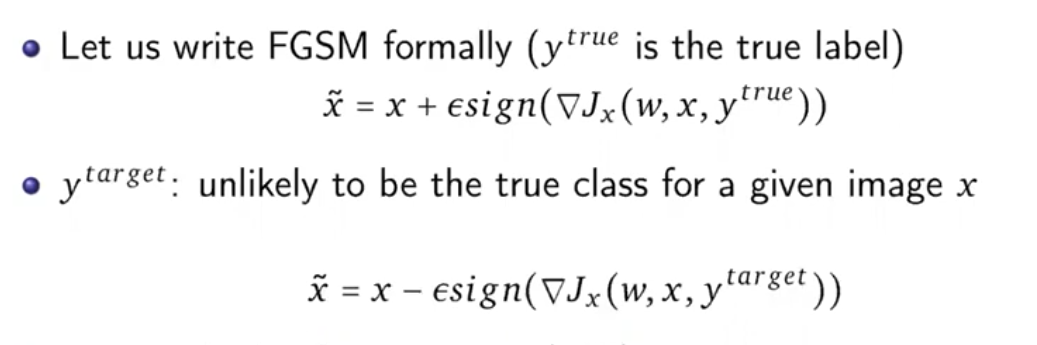 • Let us write FGSM formally (y^{true} is the true label)
x̃ = x + ϵsign(∇J_x(w, x, y^{true}))
• y^{target}: unlikely to be the true class for a given image x
x̃ = x − ϵsign(∇J_x(w, x, y^{target}))